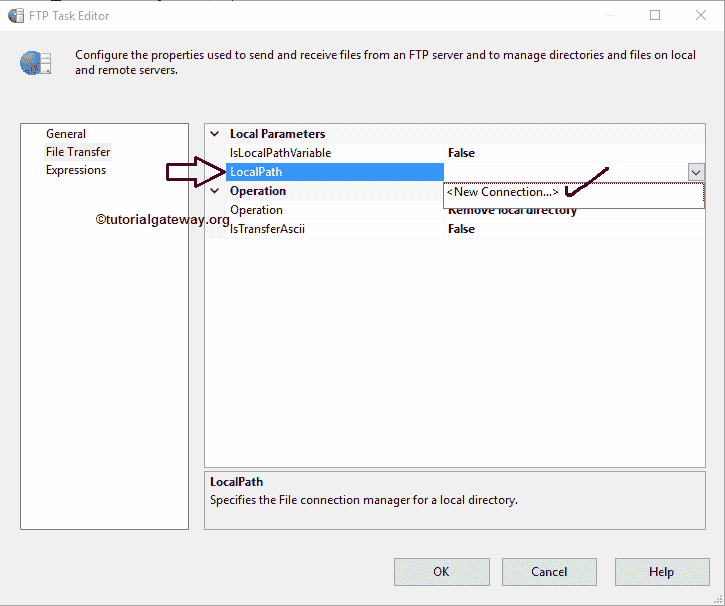 FTP Task Editor
Configure the properties used to send and receive files from an FTP server and to manage directories and files on local
and remote servers.
General
File Transfer
Expressions
©tutorialgateway.org
Local Parameters
IsLocalPathVariable False
LocalPath
<New Connection...>
Operation
Operation Remove local directory
IsTransferAscii False
LocalPath
Specifies the File connection manager for a local directory.
OK Cancel Help